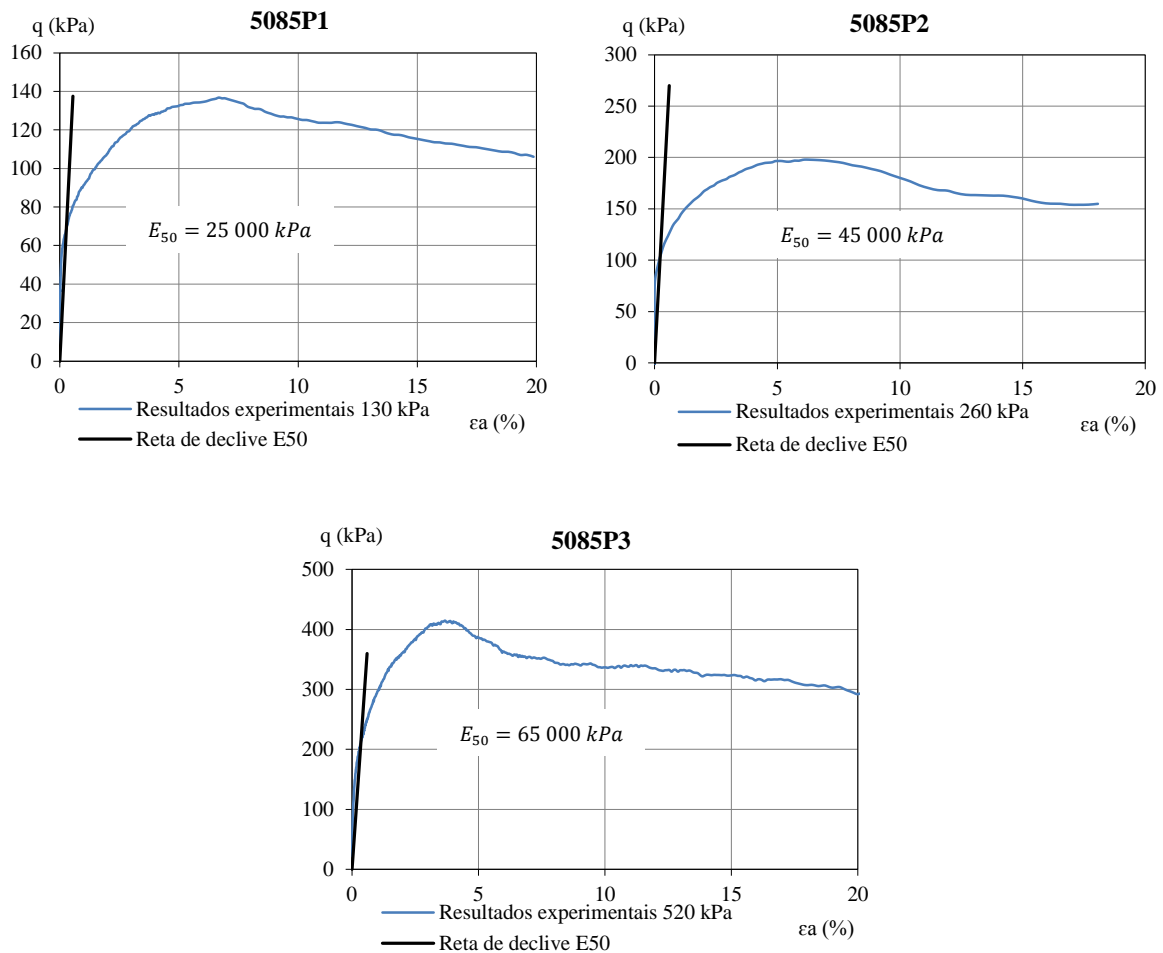 q (kPa)
5085P1
160
140
120
100
80
60
40
20
0
E₅₀ = 25 000 kPa
0 5 10 15 20
Resultados experimentais 130 kPa
Reta de declive E50
εa (%)
q (kPa)
5085P2
300
250
200
150
100
50
0
E₅₀ = 45 000 kPa
0 5 10 15 20
Resultados experimentais 260 kPa
Reta de declive E50
εa (%)
q (kPa)
5085P3
500
400
300
200
100
0
E₅₀ = 65 000 kPa
0 5 10 15 20
Resultados experimentais 520 kPa
Reta de declive E50
εa (%)